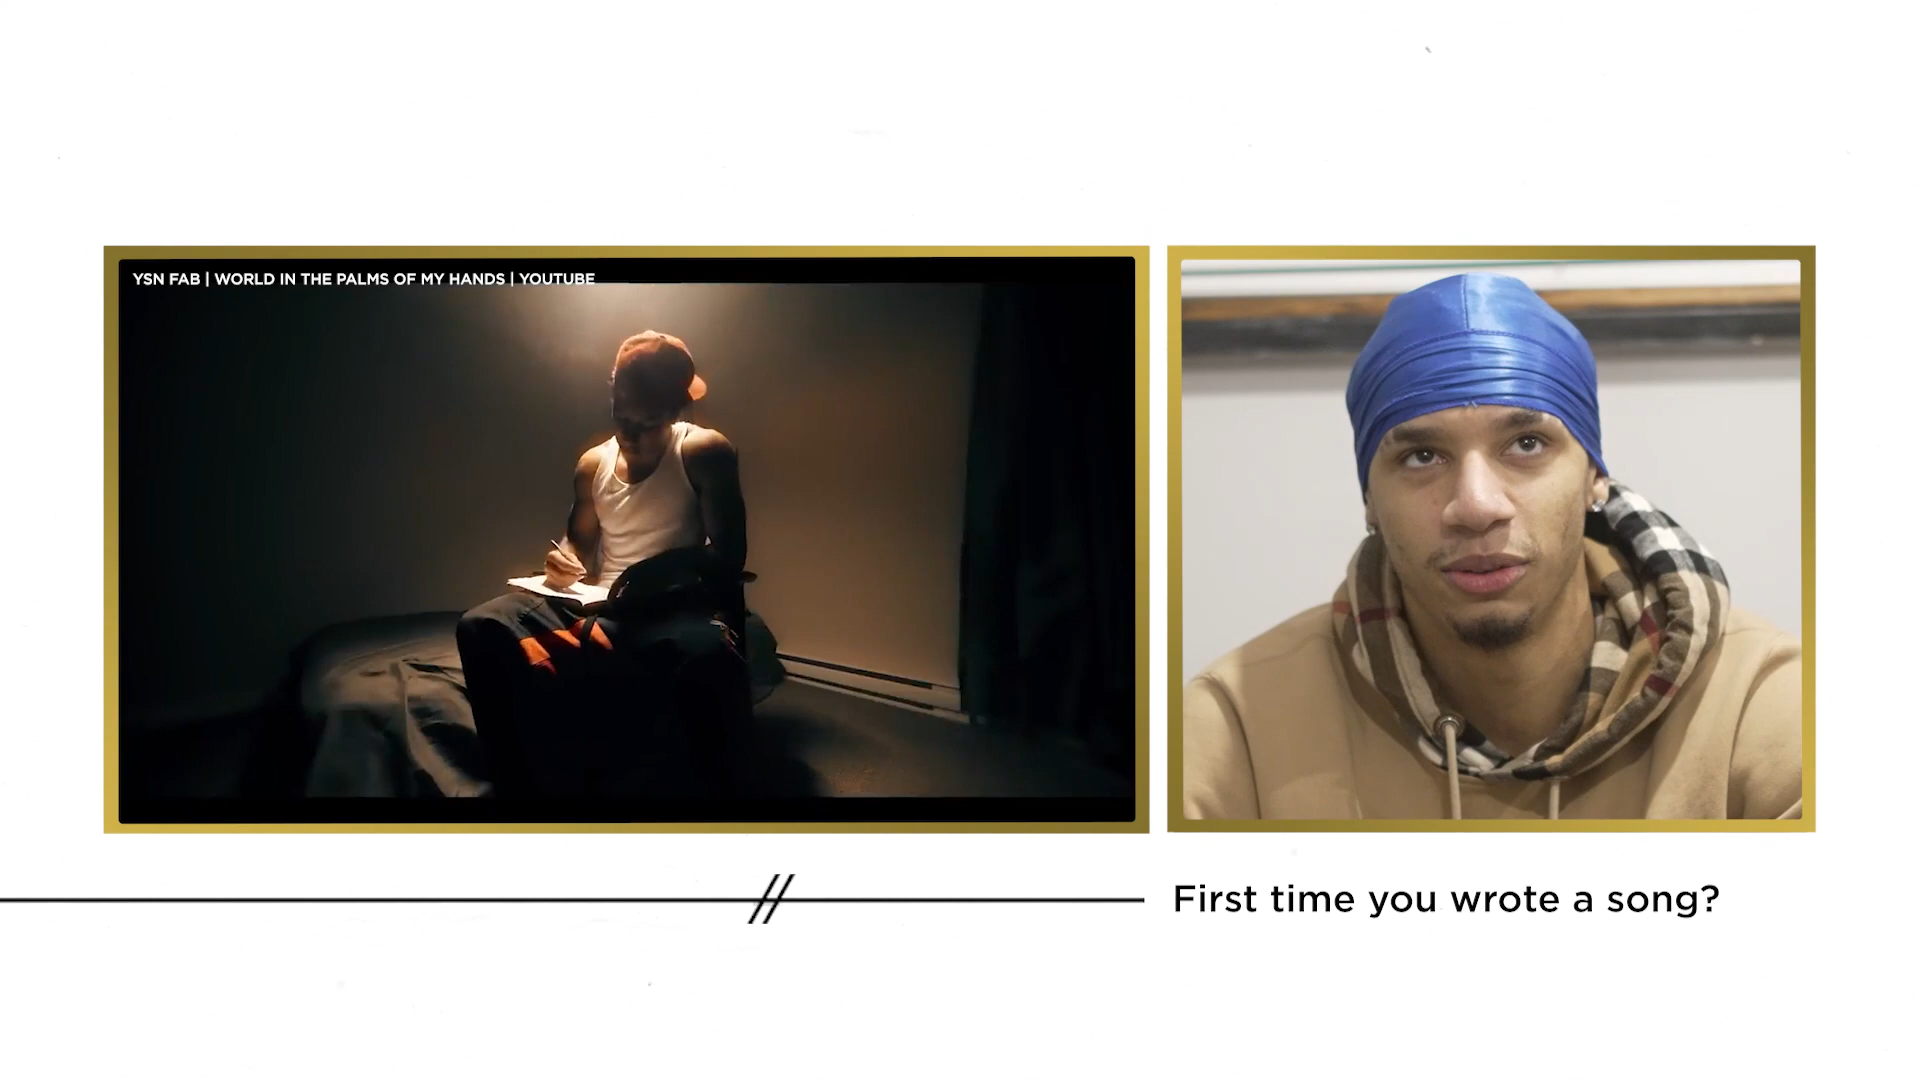 YSN FAB | WORLD IN THE PALMS OF MY HANDS | YOUTUBE
First time you wrote a song?